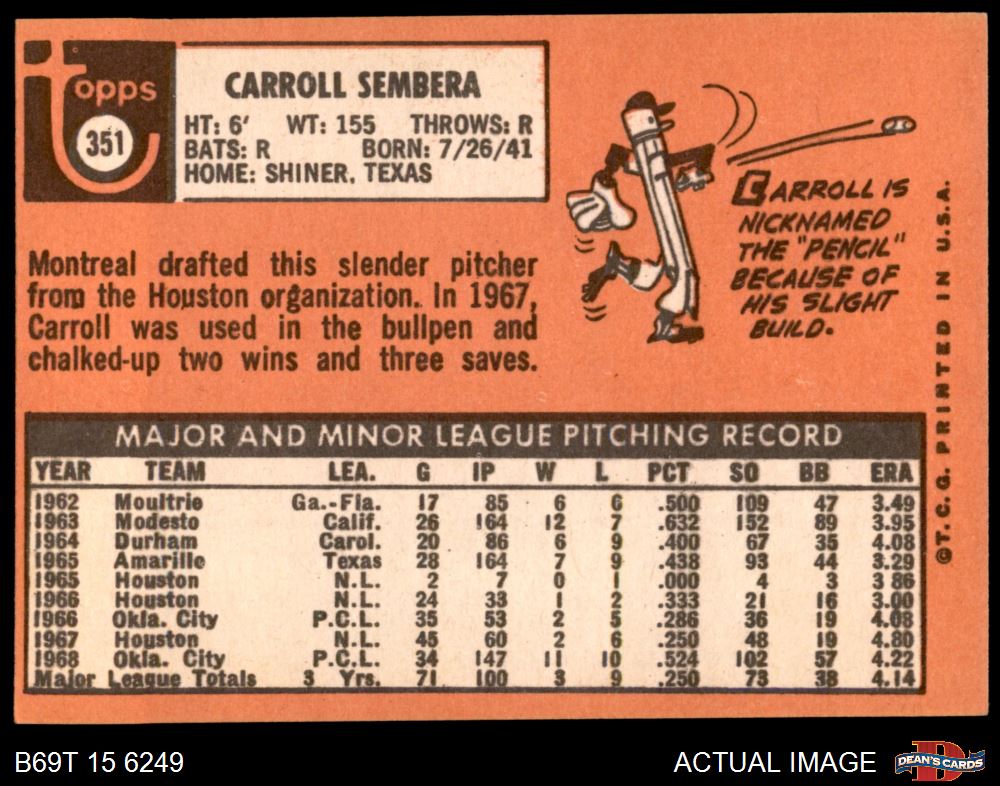 topps
351
CARROLL SEMBERA
HT: 6' WT: 155 THROWS: R
BATS: R BORN: 7/26/41
HOME: SHINER, TEXAS
Montreal drafted this slender pitcher
from the Houston organization. In 1967,
Carroll was used in the bullpen and
chalked-up two wins and three saves.
CARROLL IS
NICKNAMED
THE "PENCIL"
BECAUSE OF
HIS SLIGHT
BUILD.
MAJOR AND MINOR LEAGUE PITCHING RECORD
YEAR TEAM LEA. G IP W L PCT SO BB ERA
1962 Moultrie Ga.-Fla. 17 85 6 6 .500 109 47 3.49
1963 Modesto Calif. 26 164 12 7 .632 152 89 3.95
1964 Durham Carol. 20 86 6 9 .400 67 35 4.08
1965 Amarillo Texas 28 164 7 9 .438 93 44 3.29
1965 Houston N.L. 2 7 0 1 .000 4 3 3 86
1966 Houston N.L. 24 33 1 2 .333 21 16 3.00
1966 Okla. City P.C.L. 35 53 2 5 .286 36 19 4.08
1967 Houston N.L. 45 60 2 6 .250 48 19 4.80
1968 Okla. City P.C.L. 34 147 11 10 .524 102 57 4.22
Major League Totals 3 Yrs. 71 100 3 9 .250 73 38 4.14
©T. C. G. PRINTED IN U.S.A.
B69T 15 6249
ACTUAL IMAGE
DEAN'S CARDS